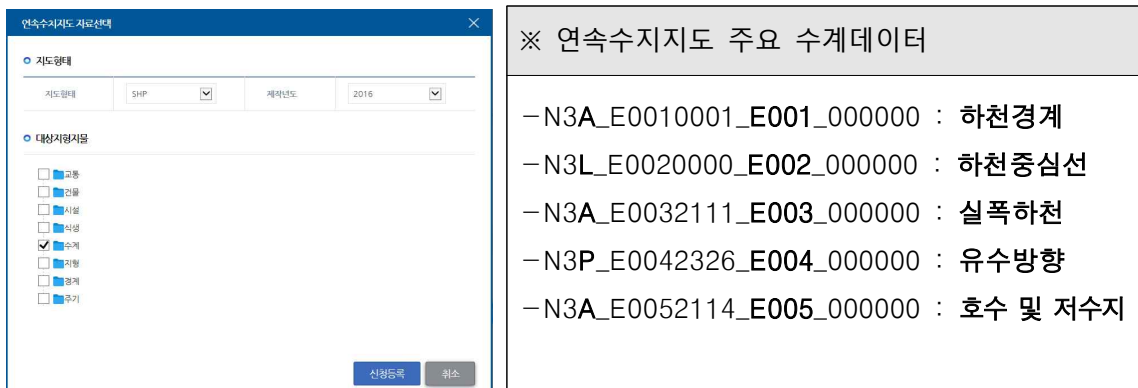 연속수치지도 자료선택
지도형태
지도형태 SHP 제작년도 2016
대상지형지물
교통
건물
시설
식생
수계
지형
경계
주기
신청등록 취소
※ 연속수지지도 주요 수계데이터
-N3A_E0010001_E001_000000 : 하천경계
-N3L_E0020000_E002_000000 : 하천중심선
-N3A_E0032111_E003_000000 : 실폭하천
-N3P_E0042326_E004_000000 : 유수방향
-N3A_E0052114_E005_000000 : 호수 및 저수지